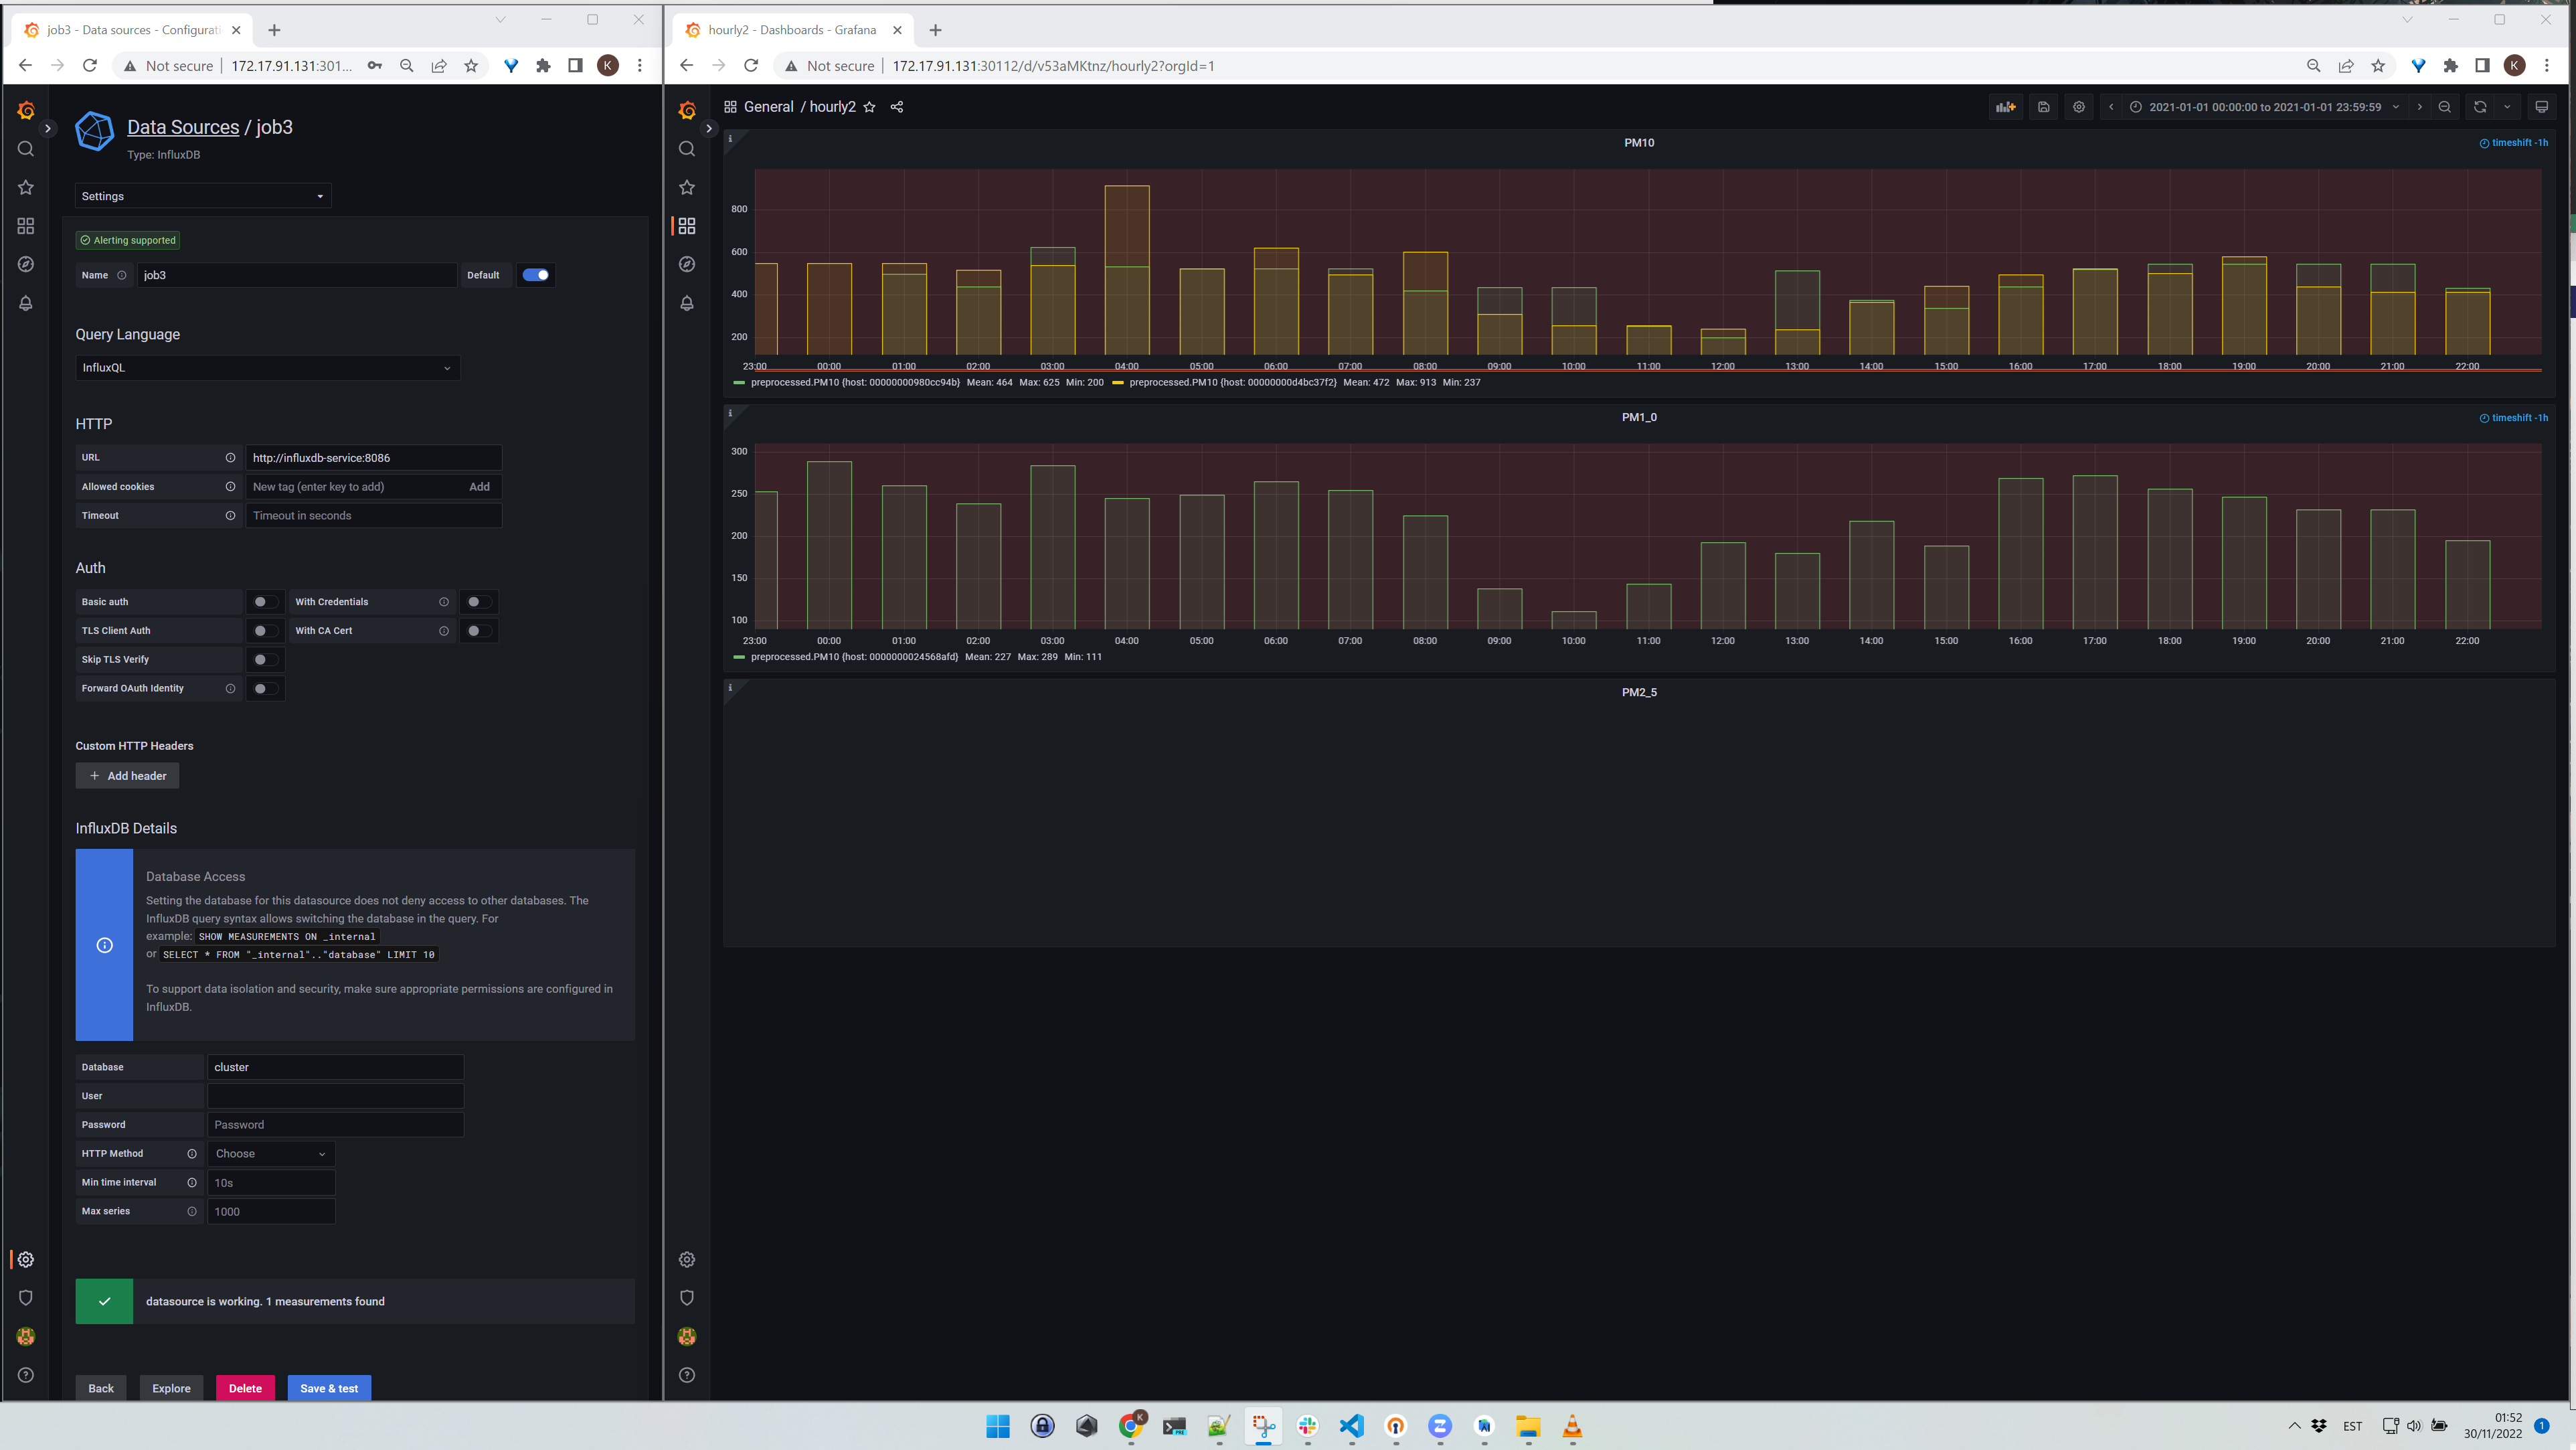 job3 - Data sources - Configurati
Not secure
172.17.91.131:301...
K
Data Sources / job3
Type: InfluxDB
Settings
Alerting supported
Name
job3
Default
Query Language
InfluxQL
HTTP
URL
http://influxdb-service:8086
Allowed cookies
New tag (enter key to add)
Add
Timeout
Timeout in seconds
Auth
Basic auth
With Credentials
TLS Client Auth
With CA Cert
Skip TLS Verify
Forward OAuth Identity
Custom HTTP Headers
Add header
InfluxDB Details
Database Access
Setting the database for this datasource does not deny access to other databases. The
InfluxDB query syntax allows switching the database in the query. For
example: SHOW MEASUREMENTS ON _internal
or SELECT * FROM "_internal".."database" LIMIT 10
To support data isolation and security, make sure appropriate permissions are configured in
InfluxDB.
Database
cluster
User
Password
Password
HTTP Method
Choose
Min time interval
10s
Max series
1000
datasource is working. 1 measurements found
Back
Explore
Delete
Save & test
hourly2 - Dashboards - Grafana
Not secure
172.17.91.131:30112/d/v53aMKtnz/hourly2?orgId=1
K
General / hourly2
2021-01-01 00:00:00 to 2021-01-01 23:59:59
PM10
timeshift -1h
800
600
400
200
23:00 00:00 01:00 02:00 03:00 04:00 05:00 06:00 07:00 08:00 09:00 10:00 11:00 12:00 13:00 14:00 15:00 16:00 17:00 18:00 19:00 20:00 21:00 22:00
preprocessed.PM10 {host: 00000000980cc94b} Mean: 464 Max: 625 Min: 200 preprocessed.PM10 {host: 00000000d4bc37f2} Mean: 472 Max: 913 Min: 237
PM1_0
timeshift -1h
300
250
200
150
100
23:00 00:00 01:00 02:00 03:00 04:00 05:00 06:00 07:00 08:00 09:00 10:00 11:00 12:00 13:00 14:00 15:00 16:00 17:00 18:00 19:00 20:00 21:00 22:00
preprocessed.PM10 {host: 0000000024568afd} Mean: 227 Max: 289 Min: 111
PM2_5
K
EST
01:52
30/11/2022
1